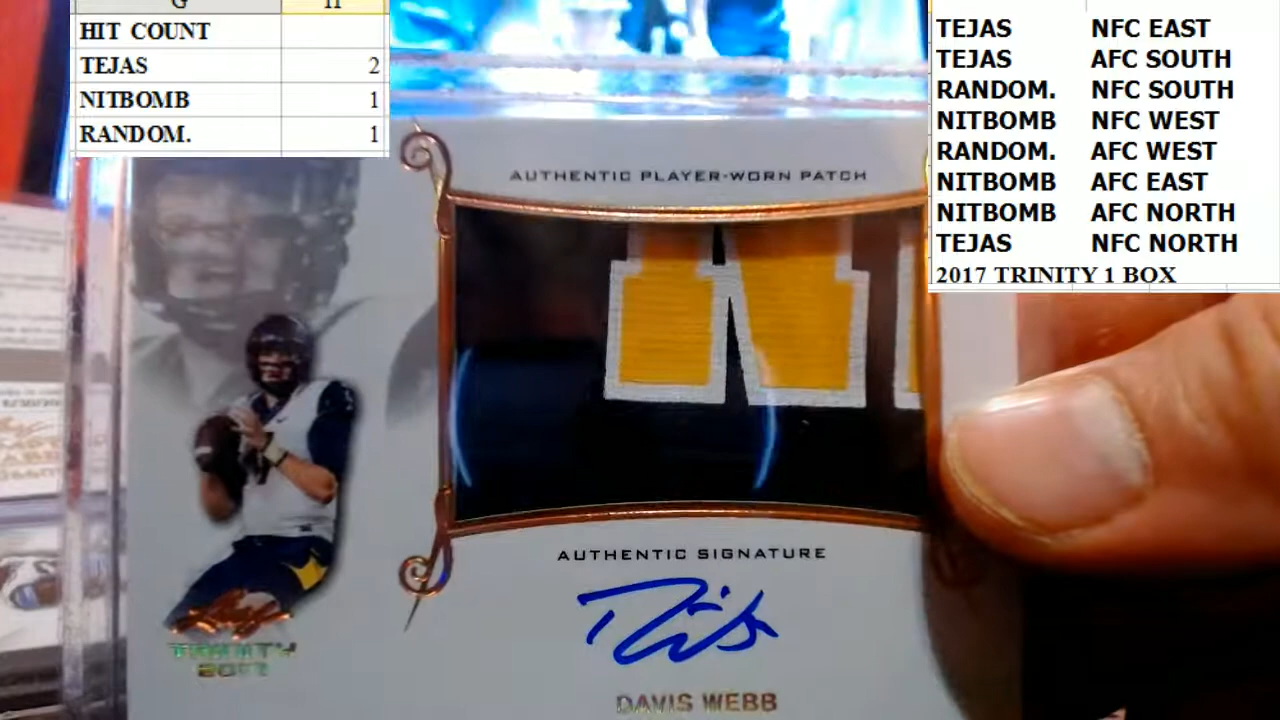 G H
HIT COUNT
TEJAS 2
NITBOMB 1
RANDOM. 1
TEJAS NFC EAST
TEJAS AFC SOUTH
RANDOM. NFC SOUTH
NITBOMB NFC WEST
RANDOM. AFC WEST
NITBOMB AFC EAST
NITBOMB AFC NORTH
TEJAS NFC NORTH
2017 TRINITY 1 BOX
AUTHENTIC PLAYER-WORN PATCH
AUTHENTIC SIGNATURE
TRINITY
2017
DAVIS WEBB